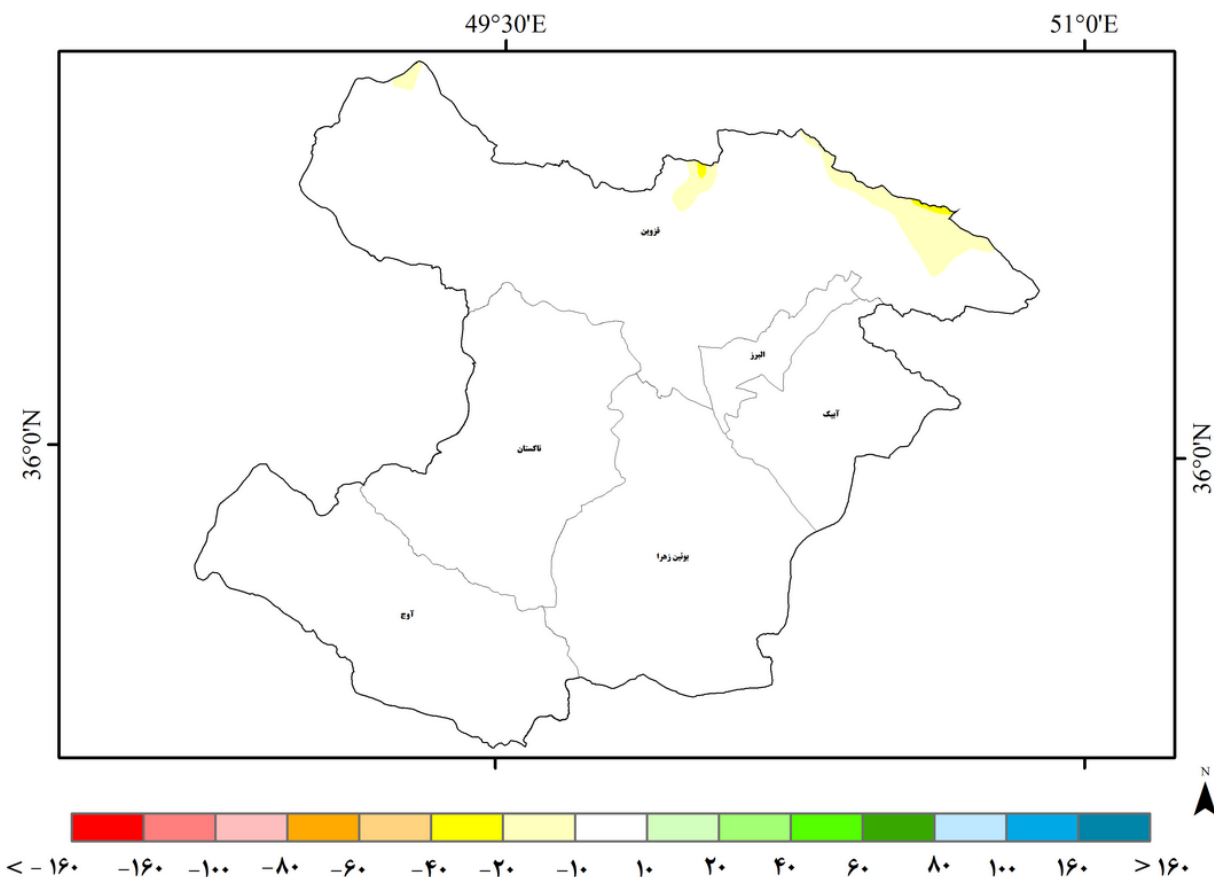 49°30'E
51°0'E
قزوین
البرز
آبیک
36°0'N
تاکستان
36°0'N
بوئین زهرا
آوج
N
< -۱۶۰ -۱۶۰ -۱۰۰ -۸۰ -۶۰ -۴۰ -۲۰ -۱۰ ۱۰ ۲۰ ۴۰ ۶۰ ۸۰ ۱۰۰ ۱۶۰ > ۱۶۰